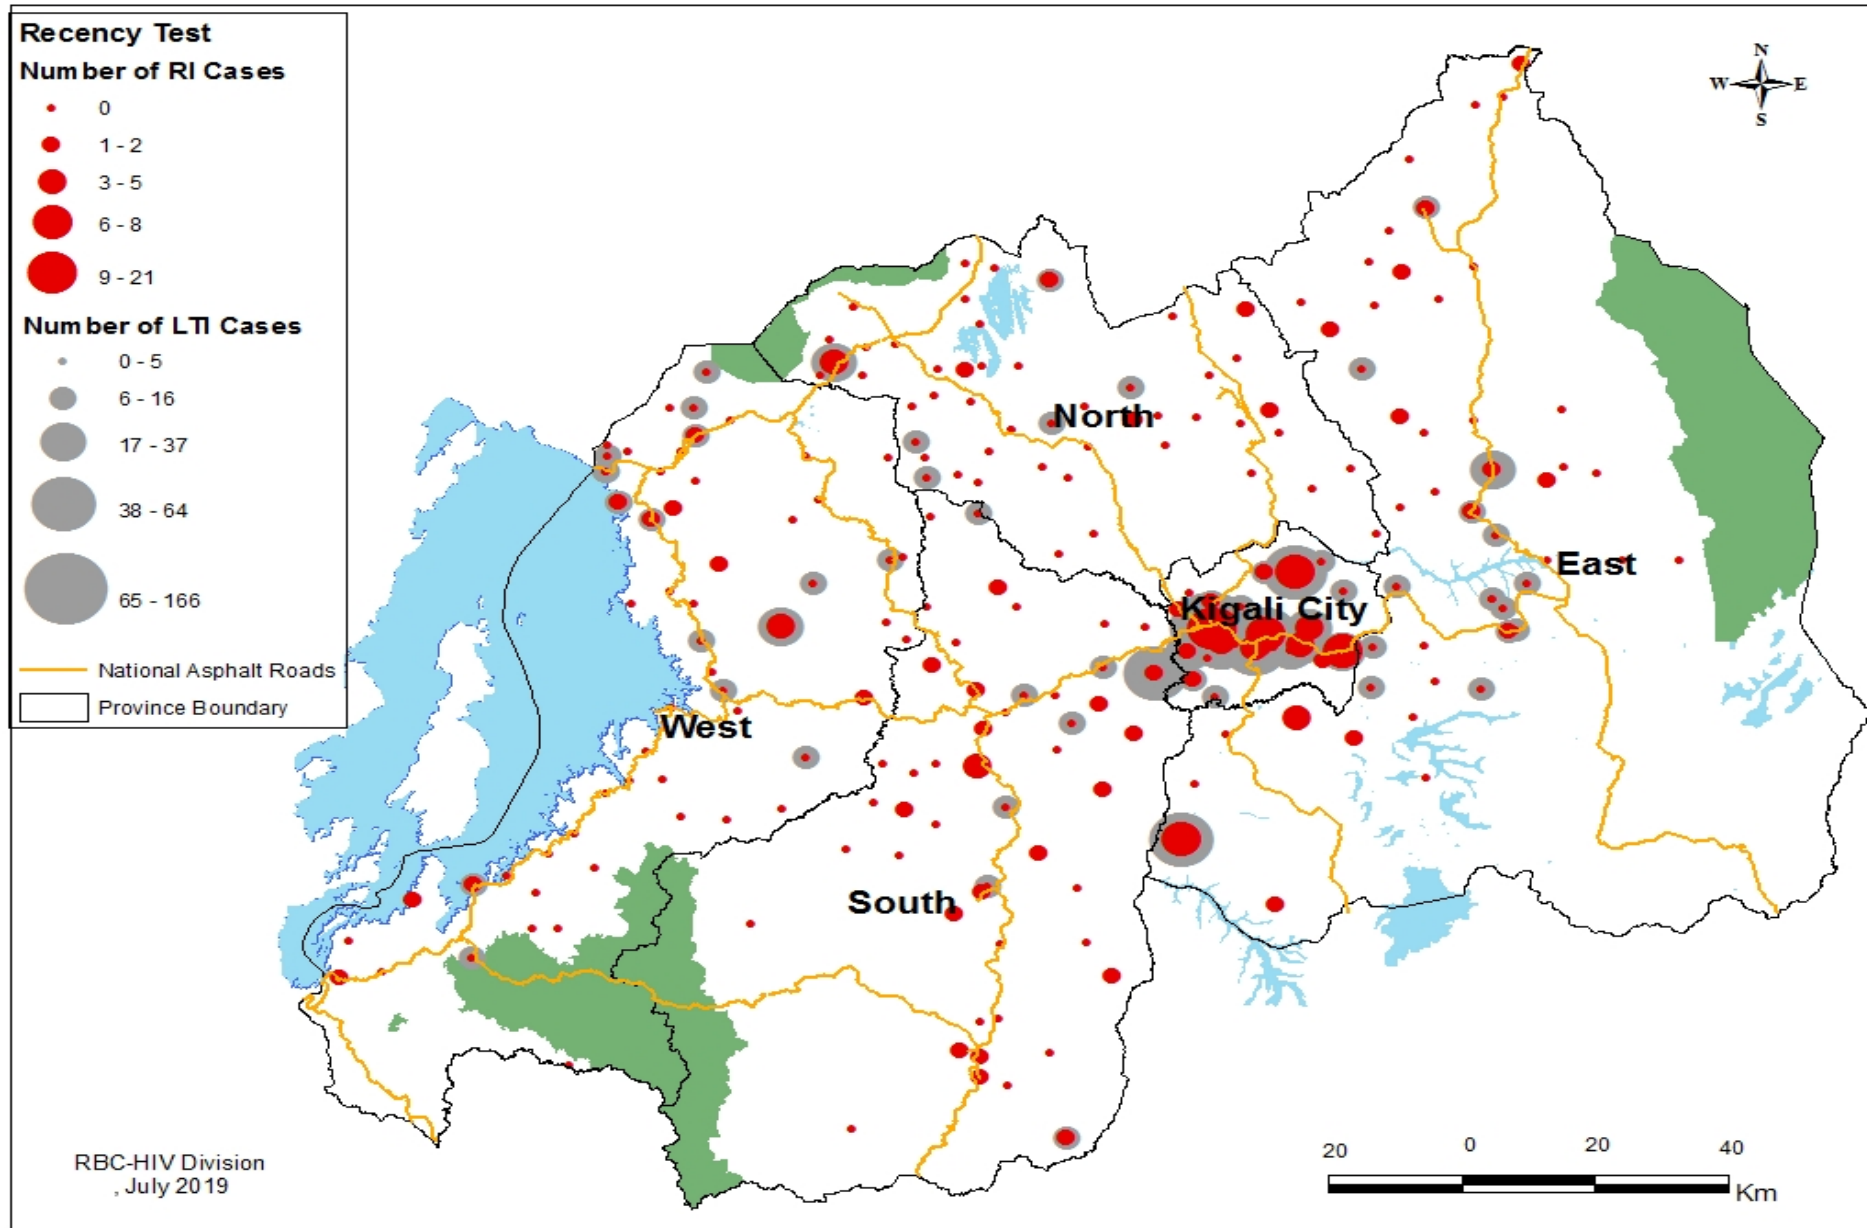 Recency Test
Number of RI Cases
0
1 - 2
3 - 5
6 - 8
9 - 21
Number of LTI Cases
0 - 5
6 - 16
17 - 37
38 - 64
65 - 166
National Asphalt Roads
Province Boundary
N
W E
S
North
East
Kigali City
West
South
RBC-HIV Division
, July 2019
20 0 20 40
Km